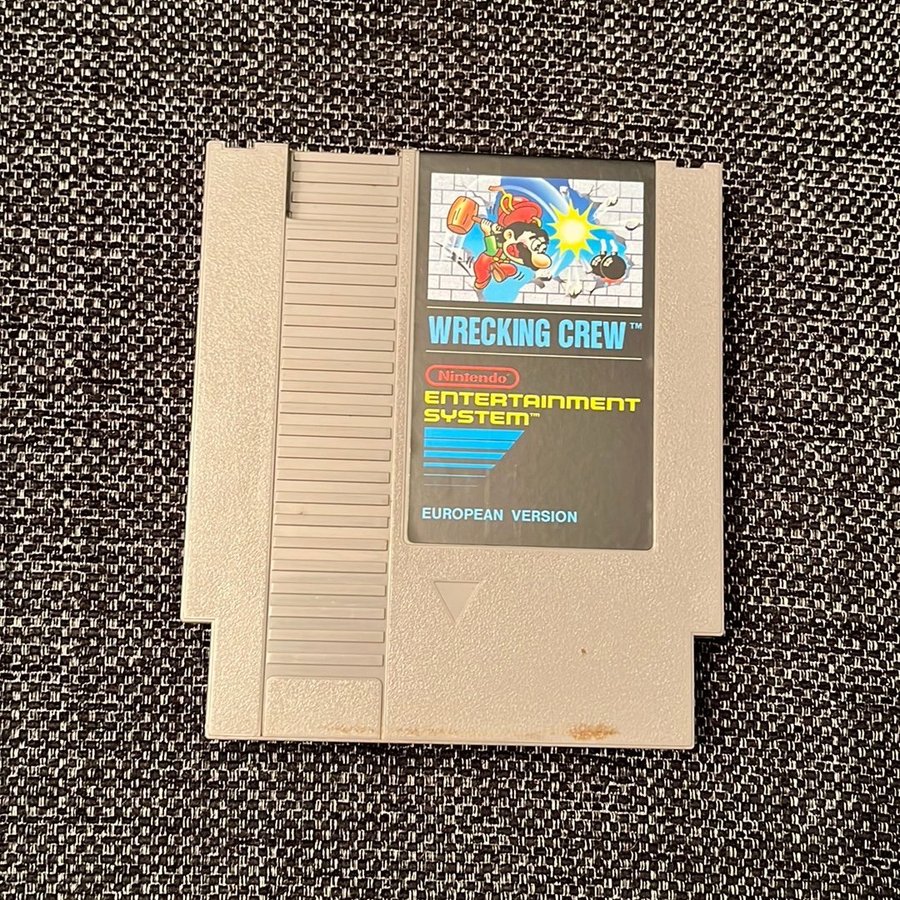 WRECKING CREW™
Nintendo®
ENTERTAINMENT
SYSTEM™
EUROPEAN VERSION